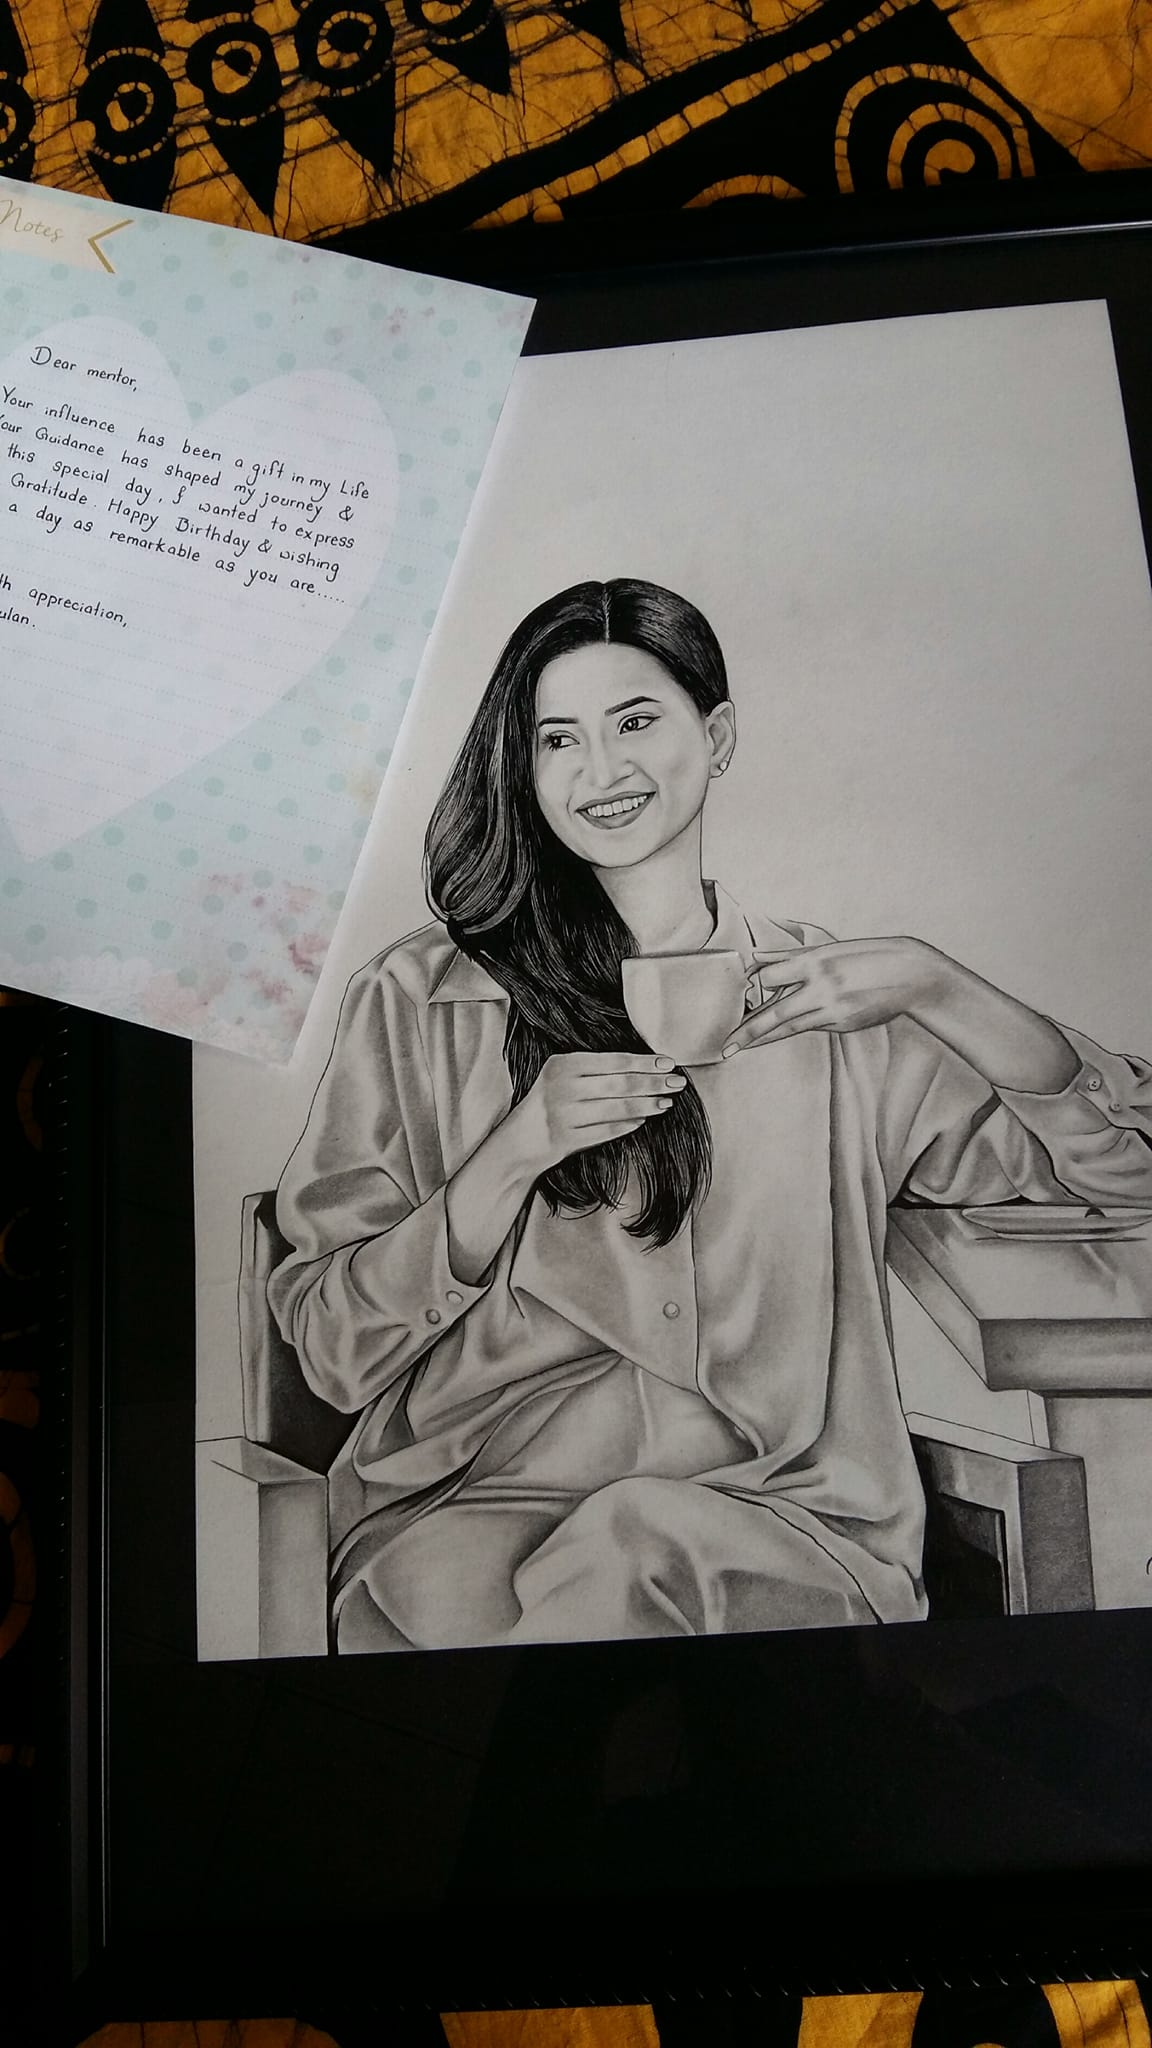 Notes
Dear mentor,
Your influence has been a gift in my Life
Your Guidance has shaped my journey &
this special day, I wanted to express
Gratitude. Happy Birthday & wishing
a day as remarkable as you are.....
appreciation,